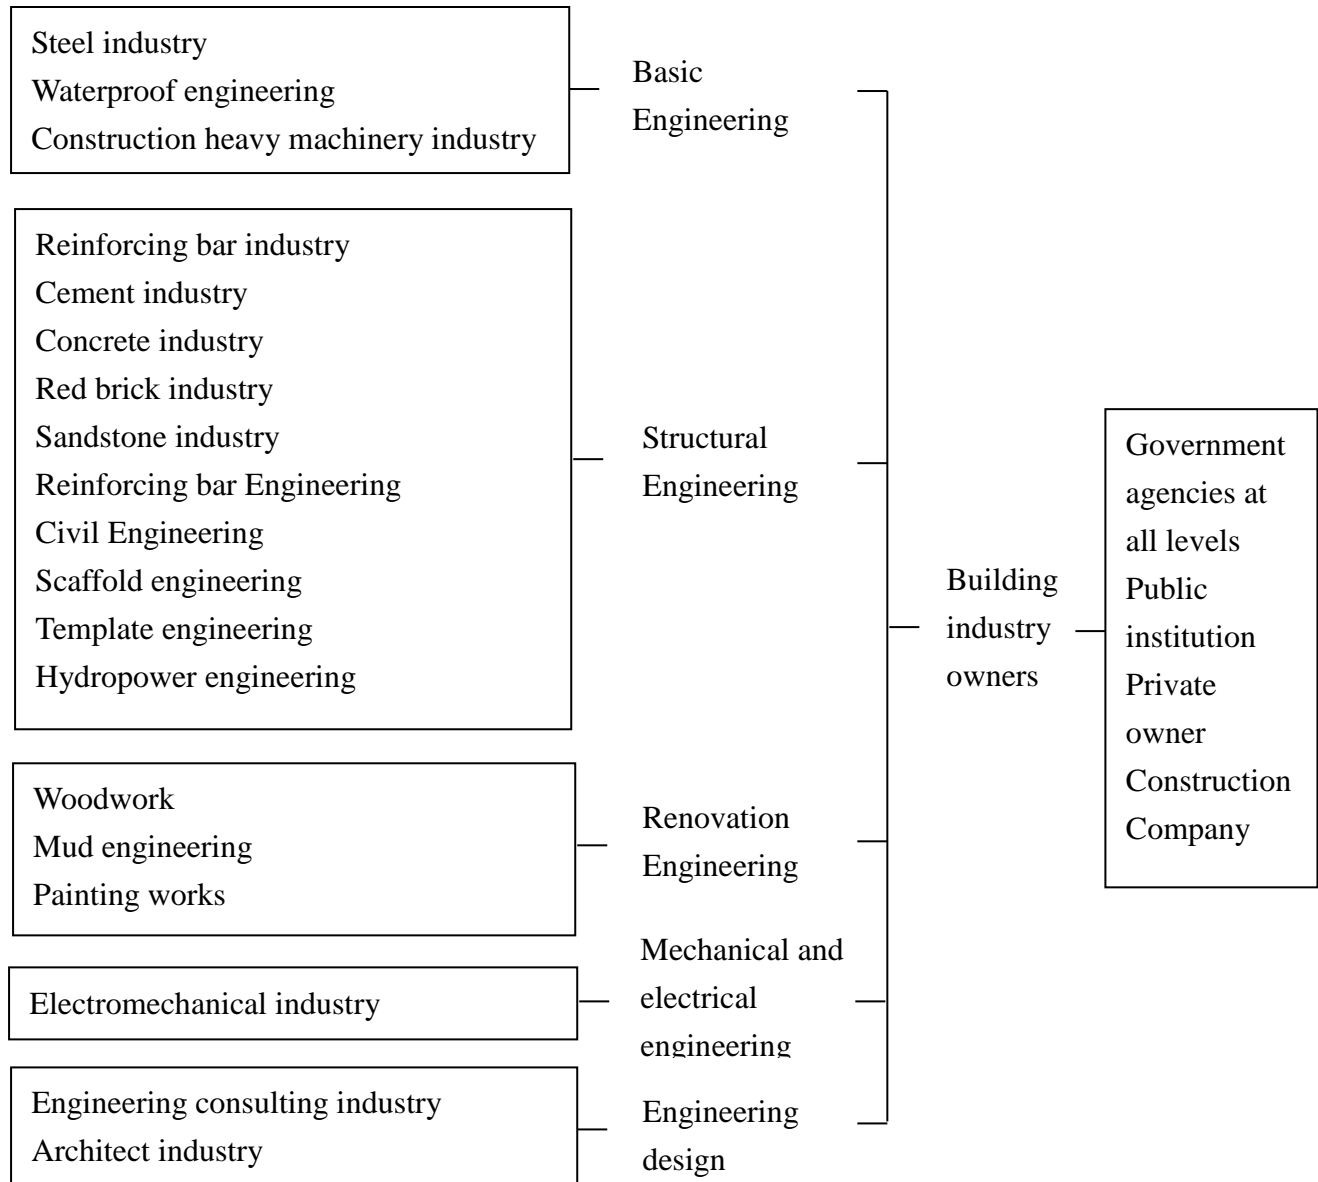 Steel industry
Waterproof engineering
Construction heavy machinery industry
Basic
Engineering
Reinforcing bar industry
Cement industry
Concrete industry
Red brick industry
Sandstone industry
Reinforcing bar Engineering
Civil Engineering
Scaffold engineering
Template engineering
Hydropower engineering
Structural
Engineering
Woodwork
Mud engineering
Painting works
Renovation
Engineering
Electromechanical industry
Mechanical and
electrical
engineering
Engineering consulting industry
Architect industry
Engineering
design
Building
industry
owners
Government
agencies at
all levels
Public
institution
Private
owner
Construction
Company